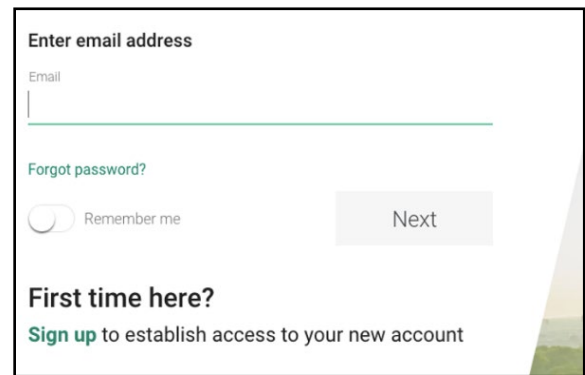 Enter email address
Email
Forgot password?
Remember me
Next
First time here?
Sign up to establish access to your new account